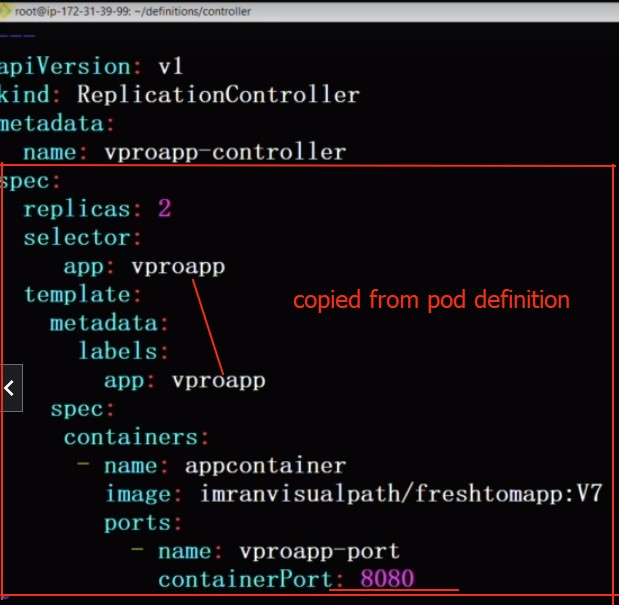 root@ip-172-31-39-99: ~/definitions/controller
---
apiVersion: v1
kind: ReplicationController
metadata:
  name: vproapp-controller
spec:
  replicas: 2
  selector:
     app: vproapp
  template:
    metadata:
      labels:
        app: vproapp
    spec:
     containers:
      - name: appcontainer
        image: imranvisualpath/freshtomapp:V7
        ports:
          - name: vproapp-port
            containerPort: 8080
copied from pod definition